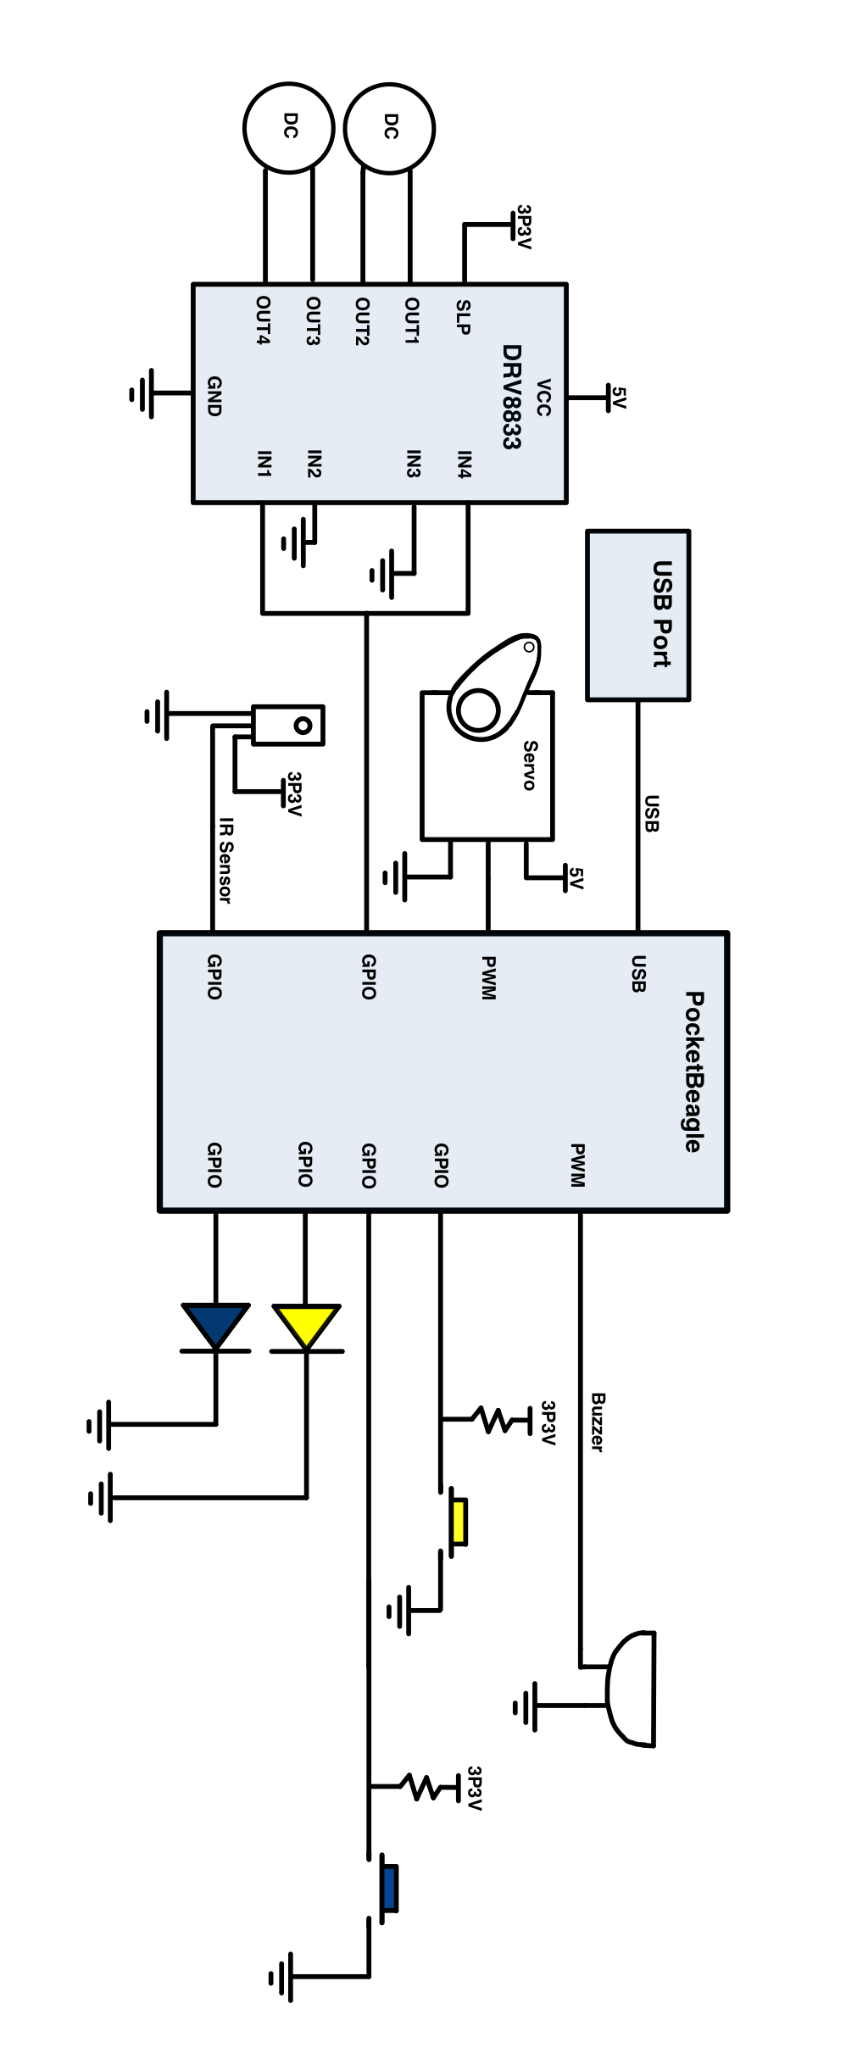 DC
DC
3P3V
SLP
OUT1
OUT2
OUT3
OUT4
DRV8833
VCC
5V
GND
IN4
IN3
IN2
IN1
USB Port
USB
Servo
5V
3P3V
IR Sensor
PocketBeagle
USB
PWM
GPIO
GPIO
PWM
GPIO
GPIO
GPIO
GPIO
Buzzer
3P3V
3P3V